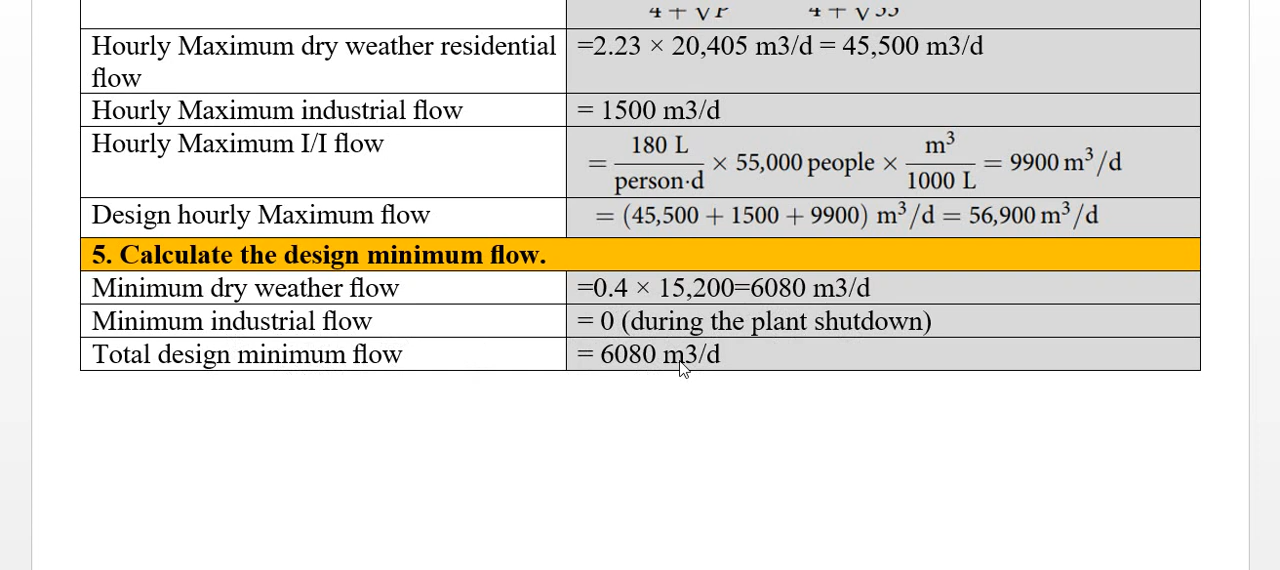 4 + √P 4 + √55
Hourly Maximum dry weather residential
flow
=2.23 × 20,405 m3/d = 45,500 m3/d
Hourly Maximum industrial flow
= 1500 m3/d
Hourly Maximum I/I flow
= 180 L / person·d × 55,000 people × m³ / 1000 L = 9900 m³/d
Design hourly Maximum flow
= (45,500 + 1500 + 9900) m³/d = 56,900 m³/d
5. Calculate the design minimum flow.
Minimum dry weather flow
=0.4 × 15,200=6080 m3/d
Minimum industrial flow
= 0 (during the plant shutdown)
Total design minimum flow
= 6080 m3/d